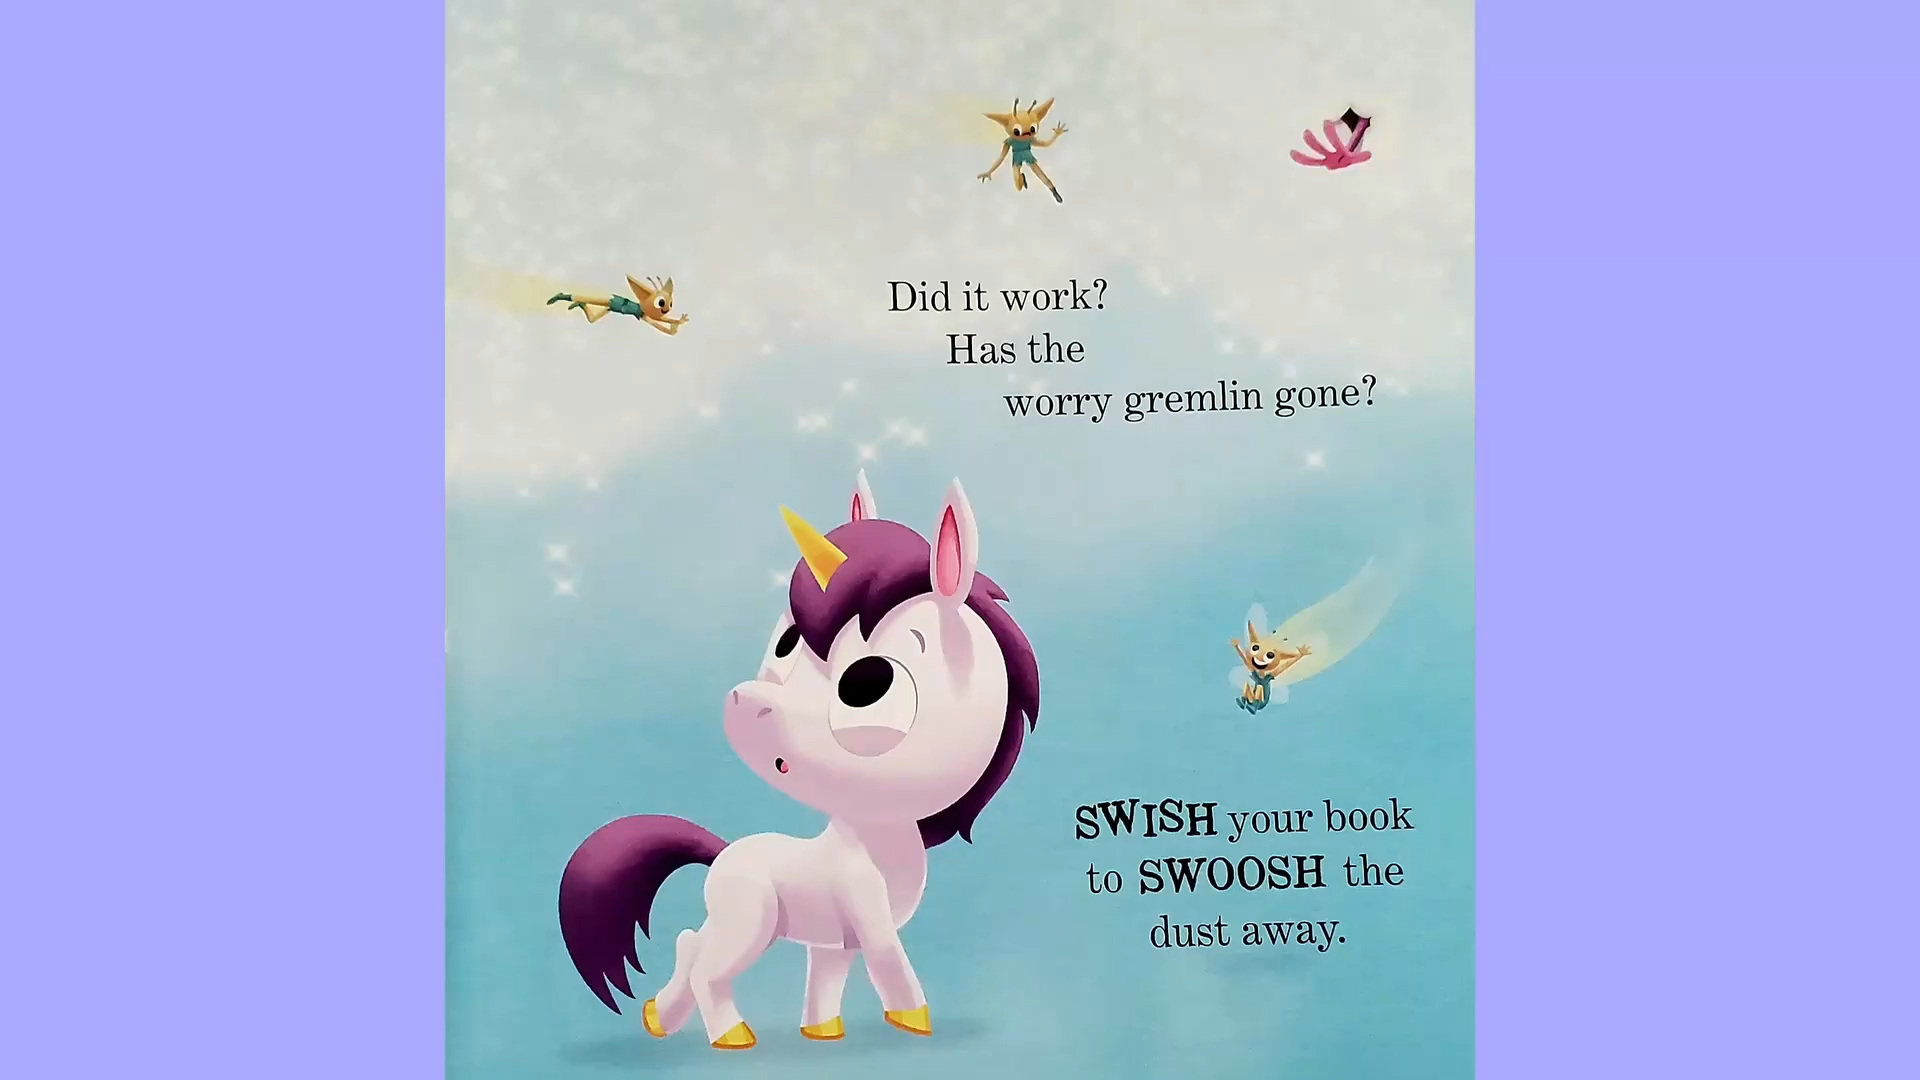 Did it work?
Has the
worry gremlin gone?
SWISH your book
to SWOOSH the
dust away.